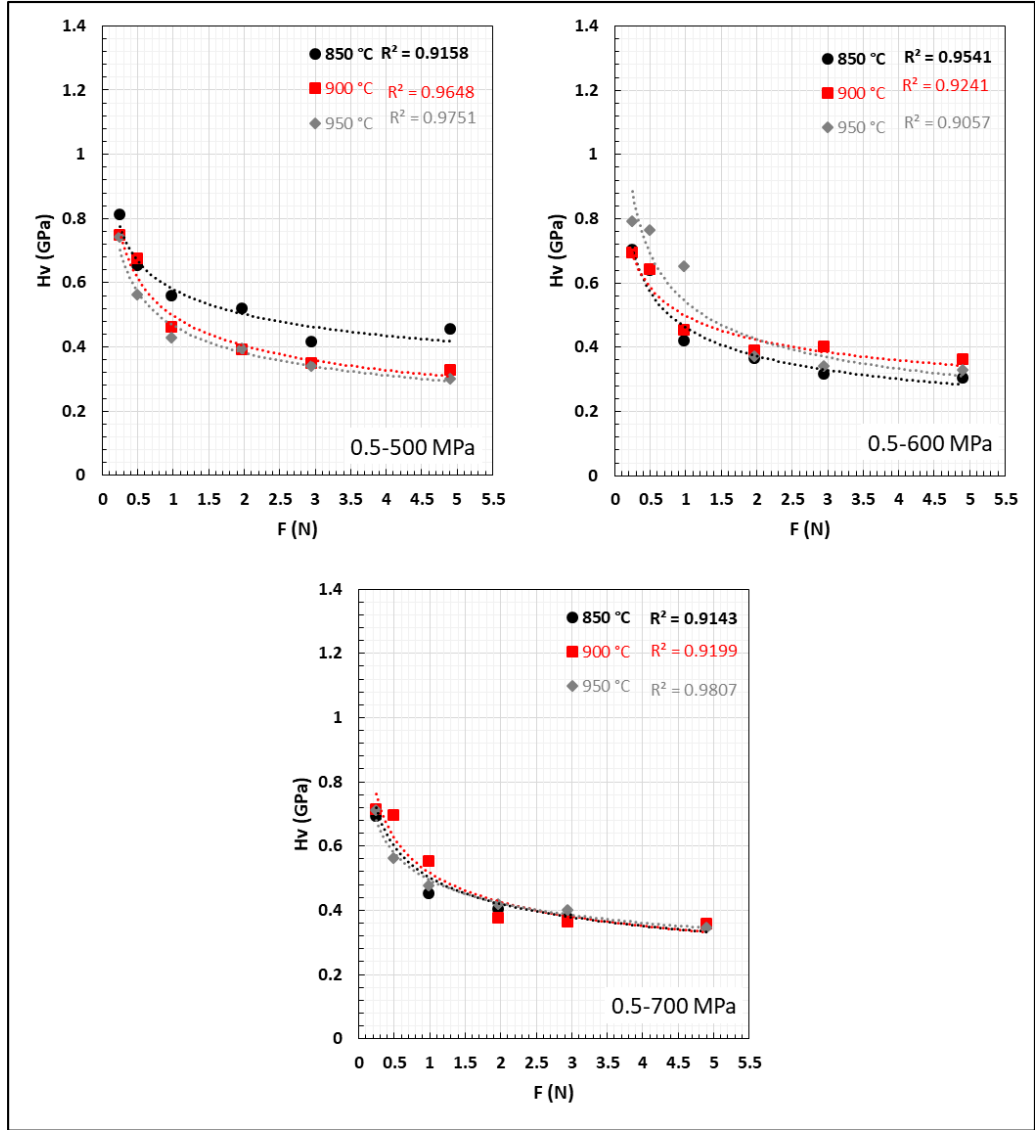 1.4
1.2
1
0.8
0.6
0.4
0.2
0
Hv (GPa)
850 °C R² = 0.9158
900 °C R² = 0.9648
950 °C R² = 0.9751
0.5-500 MPa
0 0.5 1 1.5 2 2.5 3 3.5 4 4.5 5 5.5
F (N)
1.4
1.2
1
0.8
0.6
0.4
0.2
0
Hv (GPa)
850 °C R² = 0.9541
900 °C R² = 0.9241
950 °C R² = 0.9057
0.5-600 MPa
0 0.5 1 1.5 2 2.5 3 3.5 4 4.5 5 5.5
F (N)
1.4
1.2
1
0.8
0.6
0.4
0.2
0
Hv (GPa)
850 °C R² = 0.9143
900 °C R² = 0.9199
950 °C R² = 0.9807
0.5-700 MPa
0 0.5 1 1.5 2 2.5 3 3.5 4 4.5 5 5.5
F (N)